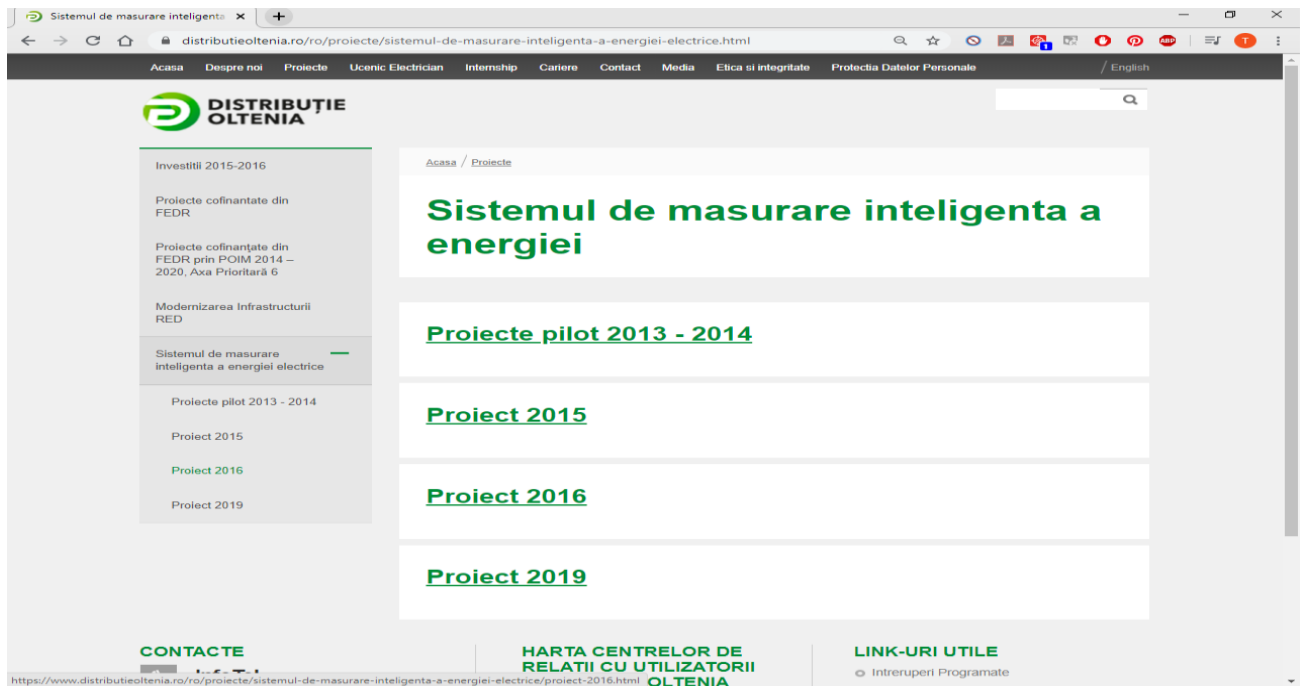 Sistemul de masurare inteligenta
distributieoltenia.ro/ro/proiecte/sistemul-de-masurare-inteligenta-a-energiei-electrice.html
1
ABP
T
Acasa Despre noi Proiecte Ucenic Electrician Internship Cariere Contact Media Etica si integritate Protectia Datelor Personale / English
DISTRIBUȚIE
OLTENIA
Investitii 2015-2016
Proiecte cofinantate din
FEDR
Proiecte cofinanțate din
FEDR prin POIM 2014 –
2020, Axa Prioritară 6
Modernizarea Infrastructurii
RED
Sistemul de masurare
inteligenta a energiei electrice
Proiecte pilot 2013 - 2014
Proiect 2015
Proiect 2016
Proiect 2019
Acasa / Proiecte
Sistemul de masurare inteligenta a
energiei
Proiecte pilot 2013 - 2014
Proiect 2015
Proiect 2016
Proiect 2019
CONTACTE
HARTA CENTRELOR DE
RELATII CU UTILIZATORII
OLTENIA
LINK-URI UTILE
Intreruperi Programate
https://www.distributieoltenia.ro/ro/proiecte/sistemul-de-masurare-inteligenta-a-energiei-electrice/proiect-2016.html